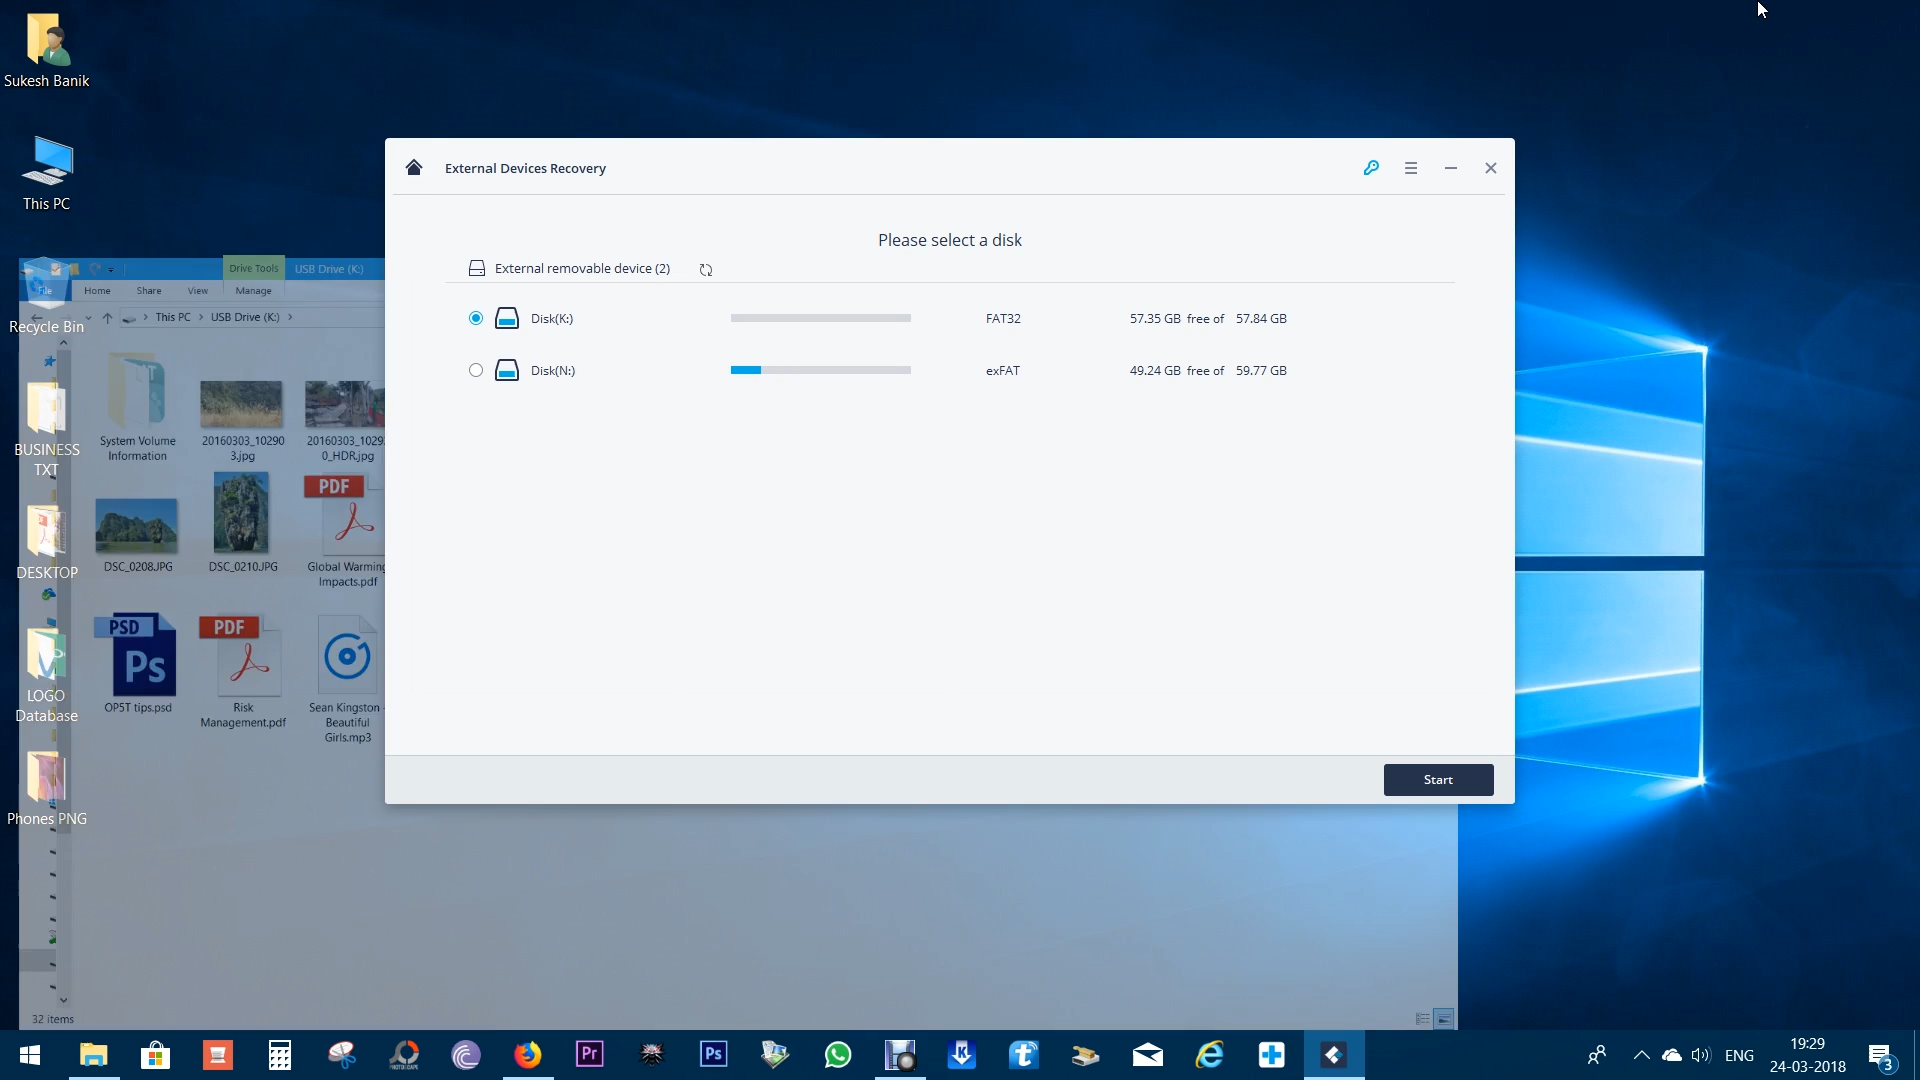 Sukesh Banik
This PC
Recycle Bin
BUSINESS
TXT
DESKTOP
LOGO
Database
Phones PNG
Drive Tools
USB Drive (K:)
File
Home
Share
View
Manage
This PC
USB Drive (K:)
System Volume
Information
20160303_10290
3.jpg
20160303_1029
0_HDR.jpg
DSC_0208.JPG
DSC_0210.JPG
PDF
Global Warming
Impacts.pdf
PSD
Ps
OP5T tips.psd
PDF
Risk
Management.pdf
Sean Kingston -
Beautiful
Girls.mp3
32 items
External Devices Recovery
Please select a disk
External removable device (2)
Disk(K:)
FAT32
57.35 GB free of 57.84 GB
Disk(N:)
exFAT
49.24 GB free of 59.77 GB
Start
Pr
Ps
K
t
ENG
19:29
24-03-2018
3